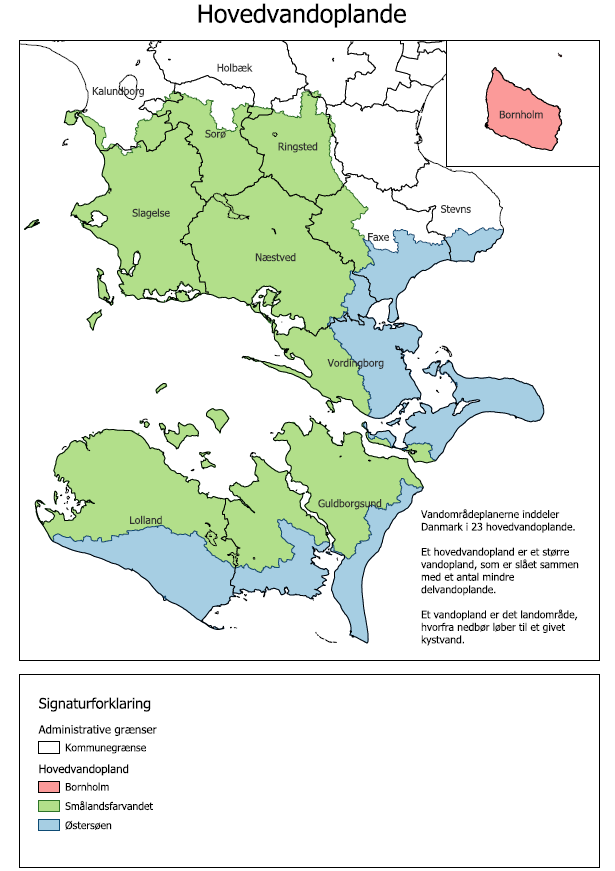 Hovedvandoplande
Holbæk
Kalundborg
Bornholm
Sorø
Ringsted
Slagelse
Stevns
Faxe
Næstved
Vordingborg
Guldborgsund
Lolland
Vandområdeplanerne inddeler
Danmark i 23 hovedvandoplande.
Et hovedvandopland er et større
vandopland, som er slået sammen
med et antal mindre
delvandoplande.
Et vandopland er det landområde,
hvorfra nedbør løber til et givet
kystvand.
Signaturforklaring
Administrative grænser
Kommunegrænse
Hovedvandopland
Bornholm
Smålandsfarvandet
Østersøen